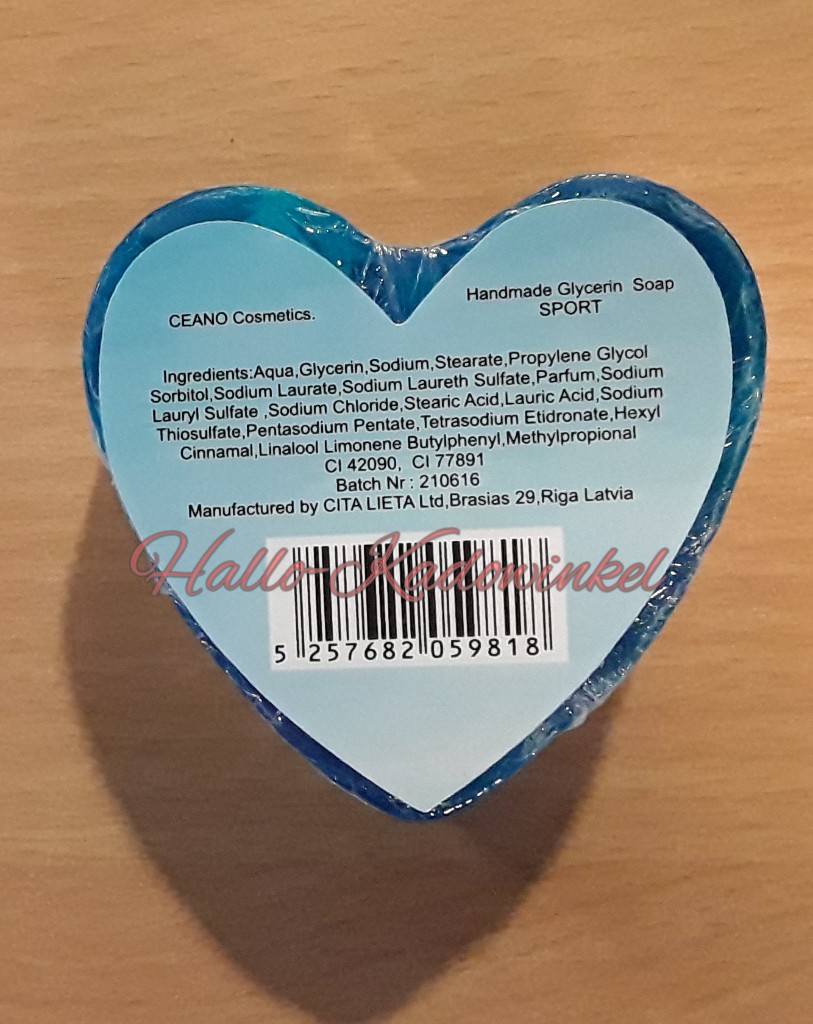 CEANO Cosmetics.
Handmade Glycerin Soap
SPORT
Ingredients:Aqua,Glycerin,Sodium,Stearate,Propylene Glycol
Sorbitol,Sodium Laurate,Sodium Laureth Sulfate,Parfum,Sodium
Lauryl Sulfate ,Sodium Chloride,Stearic Acid,Lauric Acid,Sodium
Thiosulfate,Pentasodium Pentate,Tetrasodium Etidronate,Hexyl
Cinnamal,Linalool Limonene Butylphenyl,Methylpropional
CI 42090, CI 77891
Batch Nr : 210616
Manufactured by CITA LIETA Ltd,Brasias 29,Riga Latvia
Hallo Kadowinkel
5 257682 059818